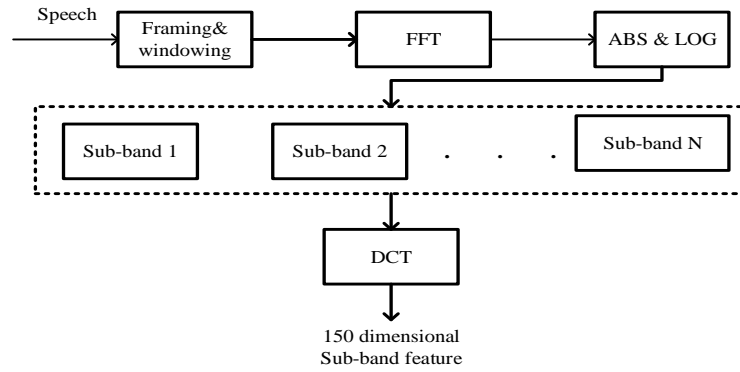 Speech
Framing&
windowing
FFT
ABS & LOG
Sub-band 1
Sub-band 2
. . .
Sub-band N
DCT
150 dimensional
Sub-band feature